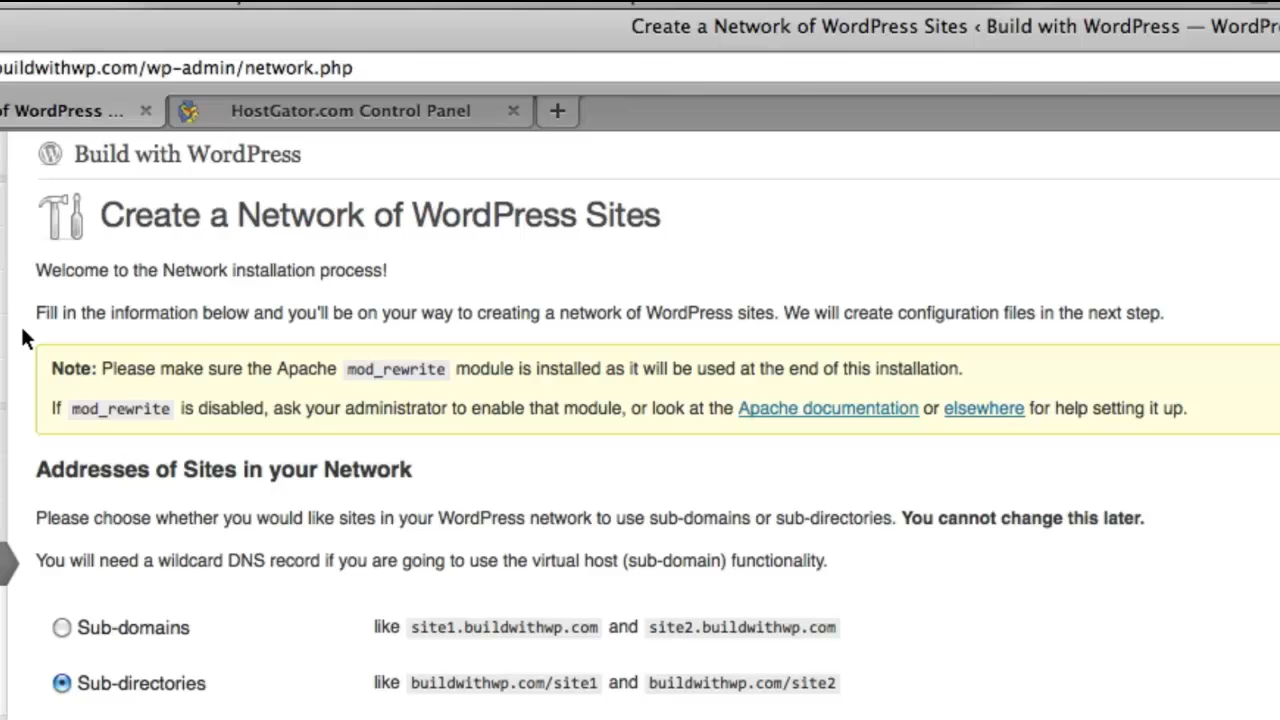 Create a Network of WordPress Sites ‹ Build with WordPress —
buildwithwp.com/wp-admin/network.php
of WordPress ...
HostGator.com Control Panel
Build with WordPress
Create a Network of WordPress Sites
Welcome to the Network installation process!
Fill in the information below and you'll be on your way to creating a network of WordPress sites. We will create configuration files in the next step.
Note: Please make sure the Apache mod_rewrite module is installed as it will be used at the end of this installation.
If mod_rewrite is disabled, ask your administrator to enable that module, or look at the Apache documentation or elsewhere for help setting it up.
Addresses of Sites in your Network
Please choose whether you would like sites in your WordPress network to use sub-domains or sub-directories. You cannot change this later.
You will need a wildcard DNS record if you are going to use the virtual host (sub-domain) functionality.
Sub-domains like site1.buildwithwp.com and site2.buildwithwp.com
Sub-directories like buildwithwp.com/site1 and buildwithwp.com/site2